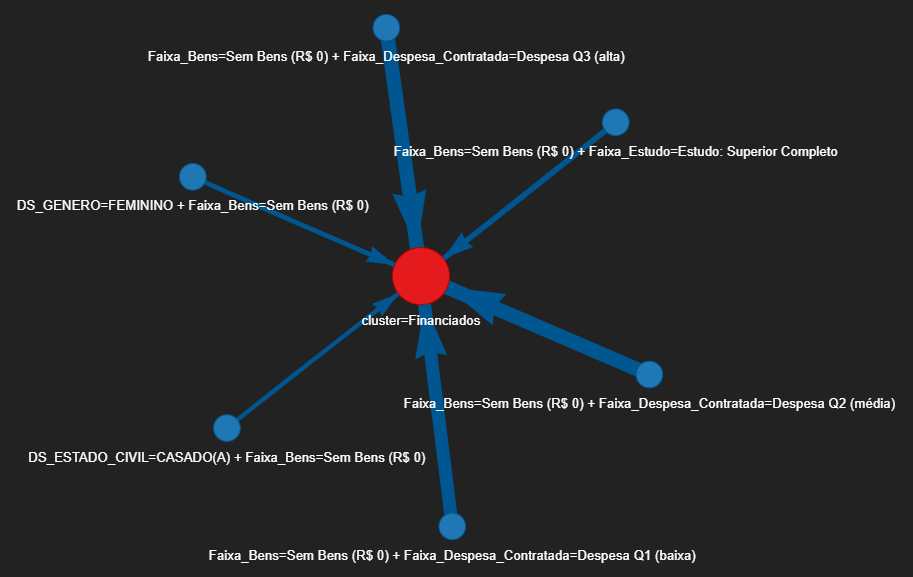 Faixa_Bens=Sem Bens (R$ 0) + Faixa_Despesa_Contratada=Despesa Q3 (alta)
Faixa_Bens=Sem Bens (R$ 0) + Faixa_Estudo=Estudo: Superior Completo
DS_GENERO=FEMININO + Faixa_Bens=Sem Bens (R$ 0)
cluster=Financiados
Faixa_Bens=Sem Bens (R$ 0) + Faixa_Despesa_Contratada=Despesa Q2 (média)
DS_ESTADO_CIVIL=CASADO(A) + Faixa_Bens=Sem Bens (R$ 0)
Faixa_Bens=Sem Bens (R$ 0) + Faixa_Despesa_Contratada=Despesa Q1 (baixa)